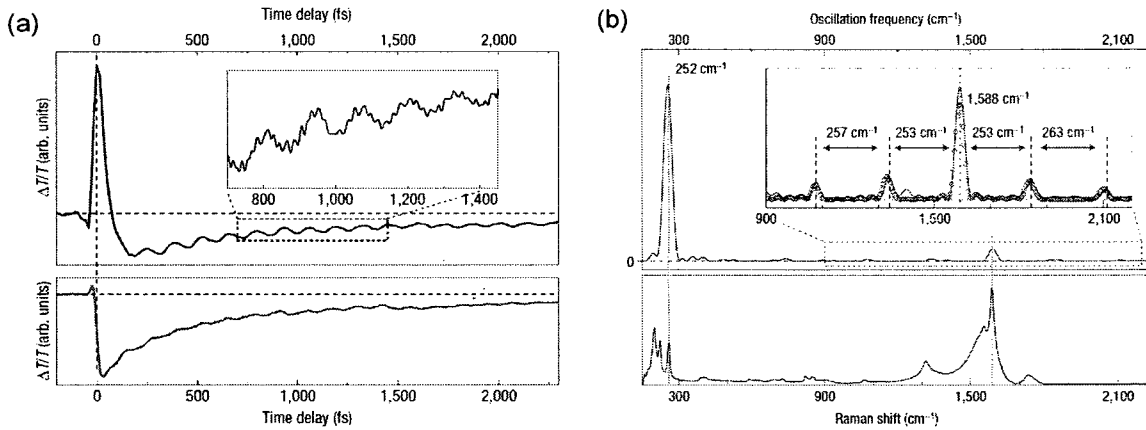 (a)
Time delay (fs)
0 500 1,000 1,500 2,000
ΔT/T (arb. units)
800 1,000 1,200 1,400
ΔT/T (arb. units)
0 500 1,000 1,500 2,000
Time delay (fs)
(b)
Oscillation frequency (cm⁻¹)
300 900 1,500 2,100
252 cm⁻¹
1,588 cm⁻¹
257 cm⁻¹ 253 cm⁻¹ 253 cm⁻¹ 263 cm⁻¹
900 1,500 2,100
0
300 900 1,500 2,100
Raman shift (cm⁻¹)